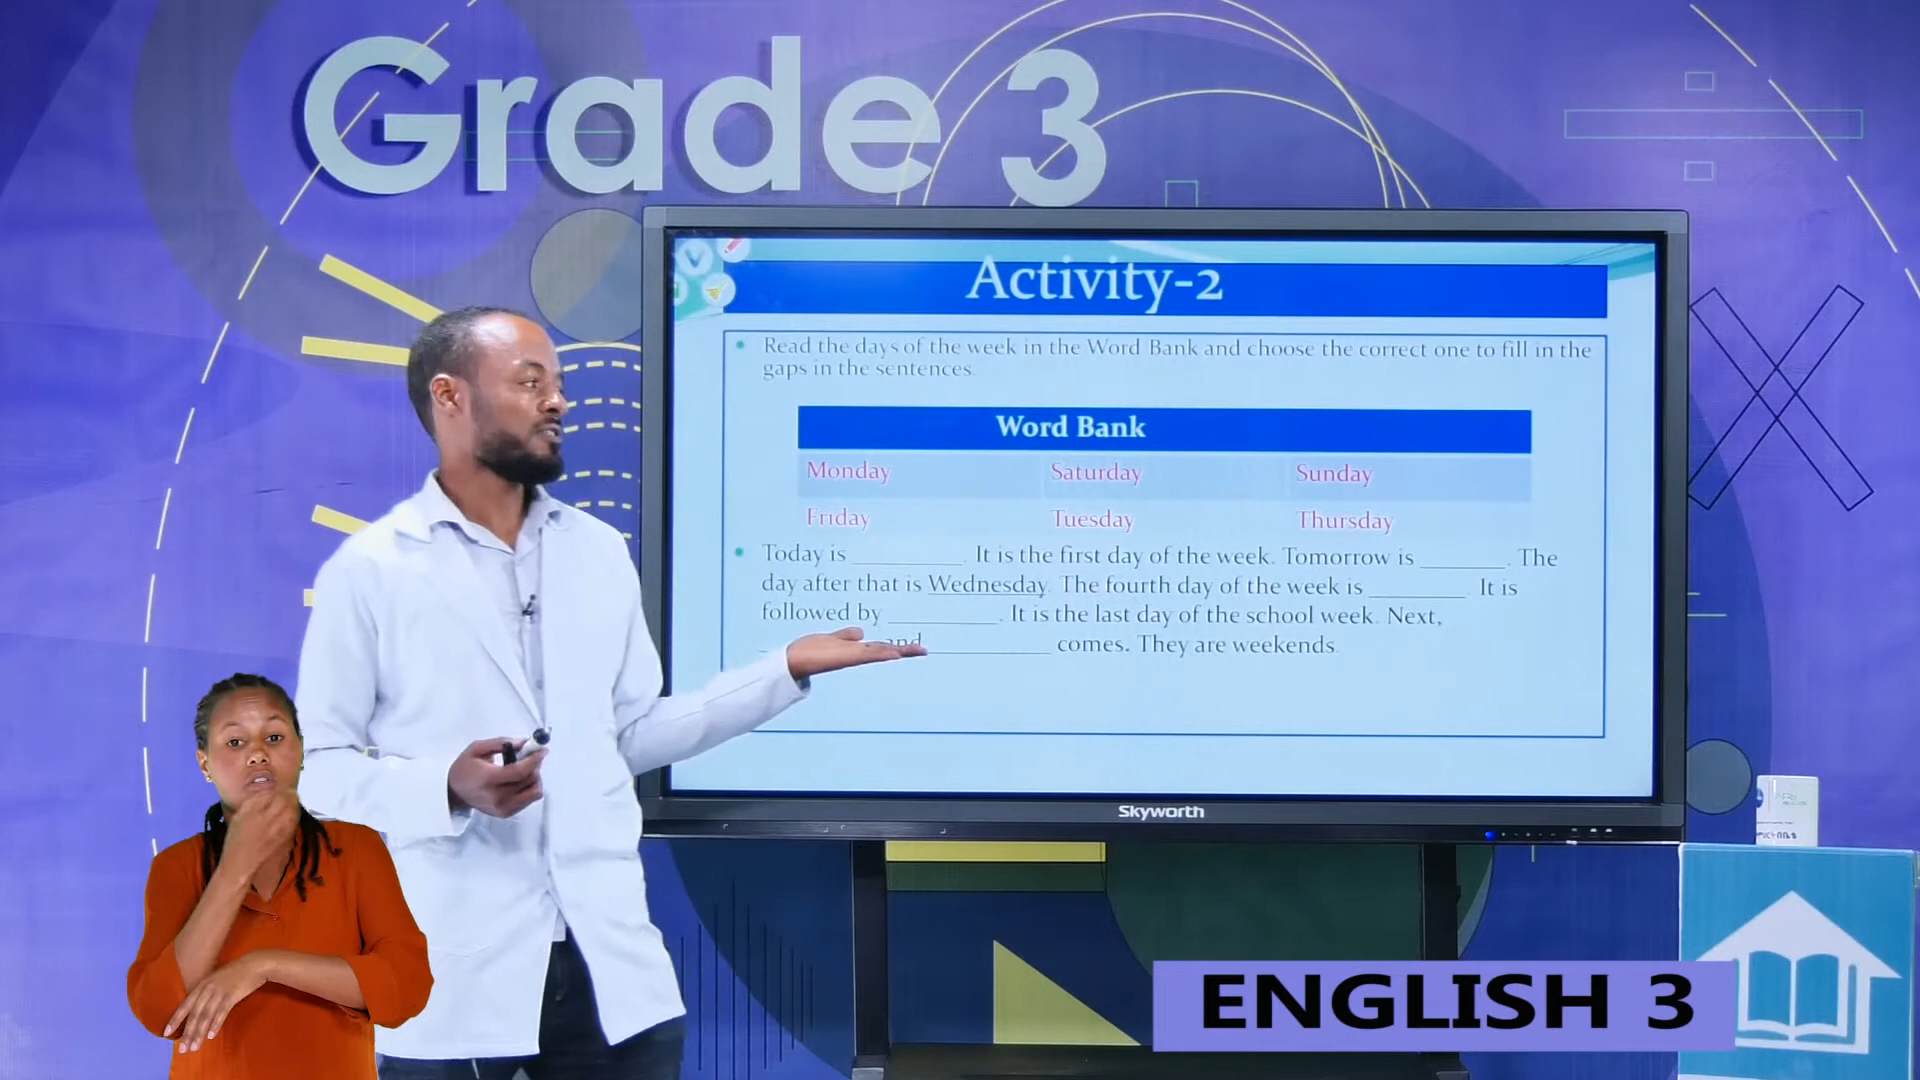 Grade 3
Activity-2
Read the days of the week in the Word Bank and choose the correct one to fill in the
gaps in the sentences.
Word Bank
Monday Saturday Sunday
Friday Tuesday Thursday
Today is _________. It is the first day of the week. Tomorrow is _______. The
day after that is Wednesday. The fourth day of the week is ________. It is
followed by _________. It is the last day of the school week. Next,
and __________ comes. They are weekends.
Skyworth
ENGLISH 3